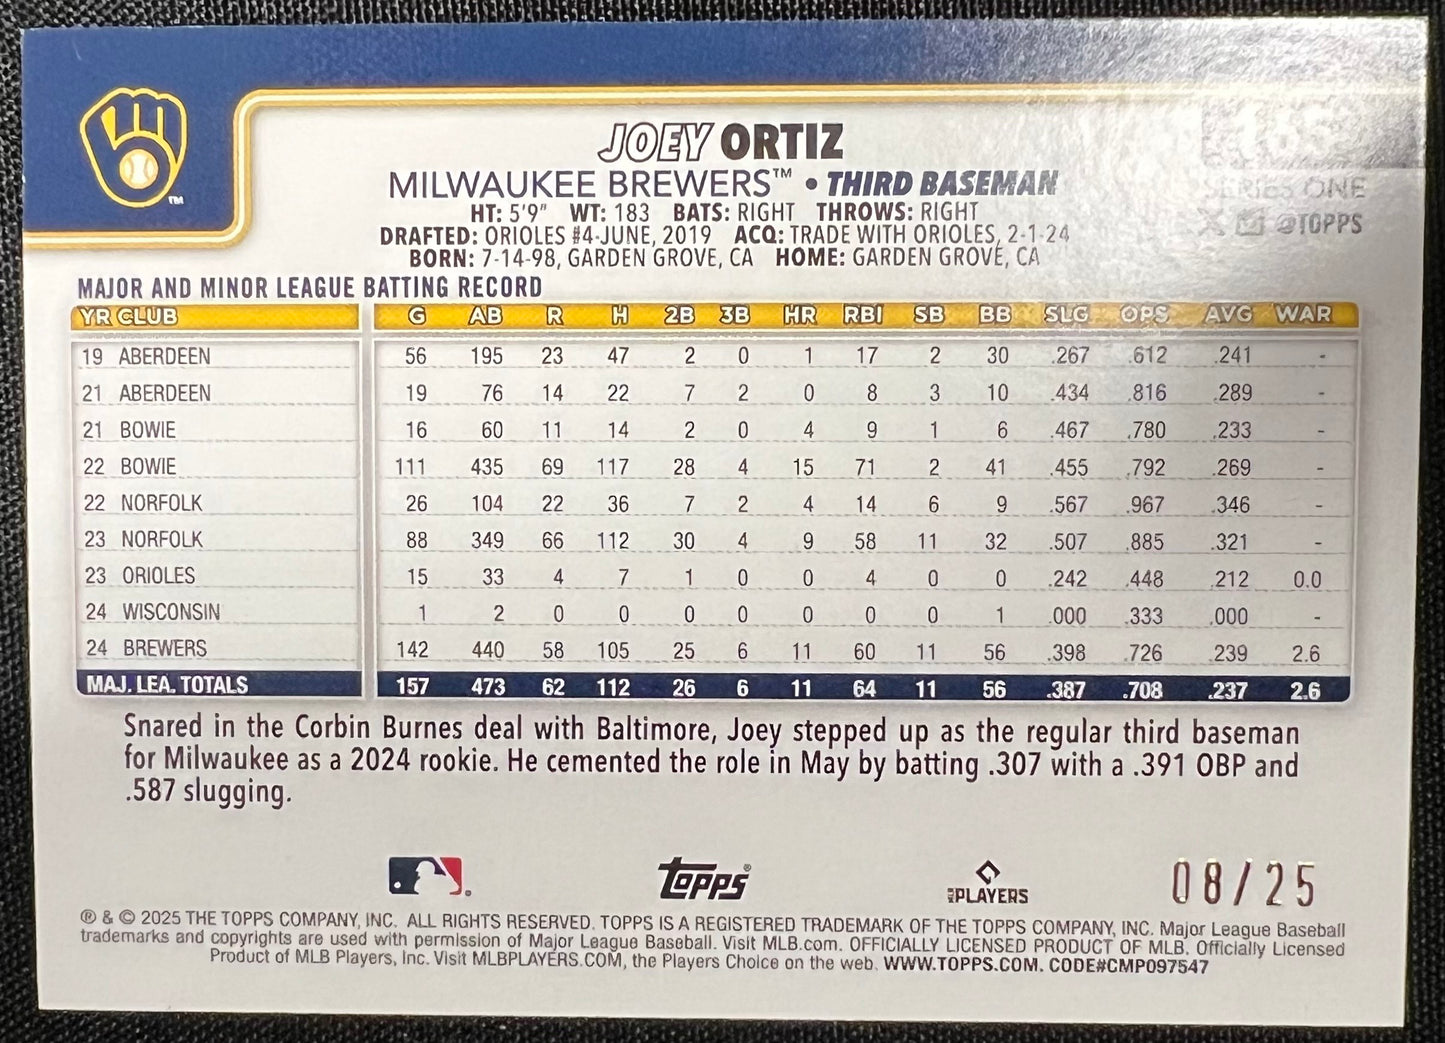 JOEY ORTIZ
MILWAUKEE BREWERS™ • THIRD BASEMAN
SERIES ONE
@TOPPS
HT: 5'9" WT: 183 BATS: RIGHT THROWS: RIGHT
DRAFTED: ORIOLES #4-JUNE, 2019 ACQ: TRADE WITH ORIOLES, 2-1-24
BORN: 7-14-98, GARDEN GROVE, CA HOME: GARDEN GROVE, CA
MAJOR AND MINOR LEAGUE BATTING RECORD
YR CLUB G AB R H 2B 3B HR RBI SB BB SLG OPS AVG WAR
19 ABERDEEN 56 195 23 47 2 0 1 17 2 30 .267 .612 .241 -
21 ABERDEEN 19 76 14 22 7 2 0 8 3 10 .434 .816 .289 -
21 BOWIE 16 60 11 14 2 0 4 9 1 6 .467 .780 .233 -
22 BOWIE 111 435 69 117 28 4 15 71 2 41 .455 .792 .269 -
22 NORFOLK 26 104 22 36 7 2 4 14 6 9 .567 .967 .346 -
23 NORFOLK 88 349 66 112 30 4 9 58 11 32 .507 .885 .321 -
23 ORIOLES 15 33 4 7 1 0 0 4 0 0 .242 .448 .212 0.0
24 WISCONSIN 1 2 0 0 0 0 0 0 0 1 .000 .333 .000 -
24 BREWERS 142 440 58 105 25 6 11 60 11 56 .398 .726 .239 2.6
MAJ. LEA. TOTALS 157 473 62 112 26 6 11 64 11 56 .387 .708 .237 2.6
Snared in the Corbin Burnes deal with Baltimore, Joey stepped up as the regular third baseman
for Milwaukee as a 2024 rookie. He cemented the role in May by batting .307 with a .391 OBP and
.587 slugging.
Topps®
PLAYERS
08/25
® & © 2025 THE TOPPS COMPANY, INC. ALL RIGHTS RESERVED. TOPPS IS A REGISTERED TRADEMARK OF THE TOPPS COMPANY, INC. Major League Baseball
trademarks and copyrights are used with permission of Major League Baseball. Visit MLB.com. OFFICIALLY LICENSED PRODUCT OF MLB. Officially Licensed
Product of MLB Players, Inc. Visit MLBPLAYERS.COM, the Players Choice on the web. WWW.TOPPS.COM. CODE#CMP097547